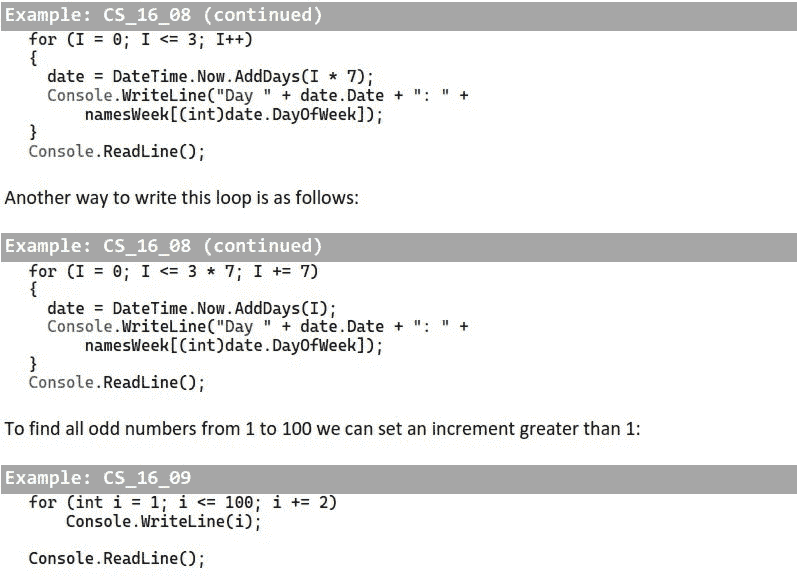 Example: CS_16_08 (continued)
for (I = 0; I <= 3; I++)
{
date = DateTime.Now.AddDays(I * 7);
Console.WriteLine("Day " + date.Date + ": " +
namesWeek[(int)date.DayOfWeek]);
}
Console.ReadLine();
Another way to write this loop is as follows:
Example: CS_16_08 (continued)
for (I = 0; I <= 3 * 7; I += 7)
{
date = DateTime.Now.AddDays(I);
Console.WriteLine("Day " + date.Date + ": " +
namesWeek[(int)date.DayOfWeek]);
}
Console.ReadLine();
To find all odd numbers from 1 to 100 we can set an increment greater than 1:
Example: CS_16_09
for (int i = 1; i <= 100; i += 2)
Console.WriteLine(i);
Console.ReadLine();